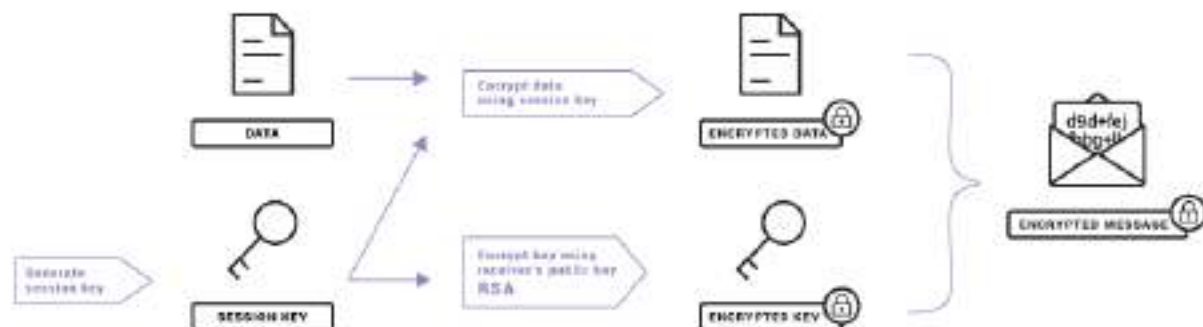 DATA
Encrypt data
using session key
ENCRYPTED DATA
d9d+fej
ENCRYPTED MESSAGE
Generate
session key
SESSION KEY
Encrypt key using
receiver's public key
RSA
ENCRYPTED KEY